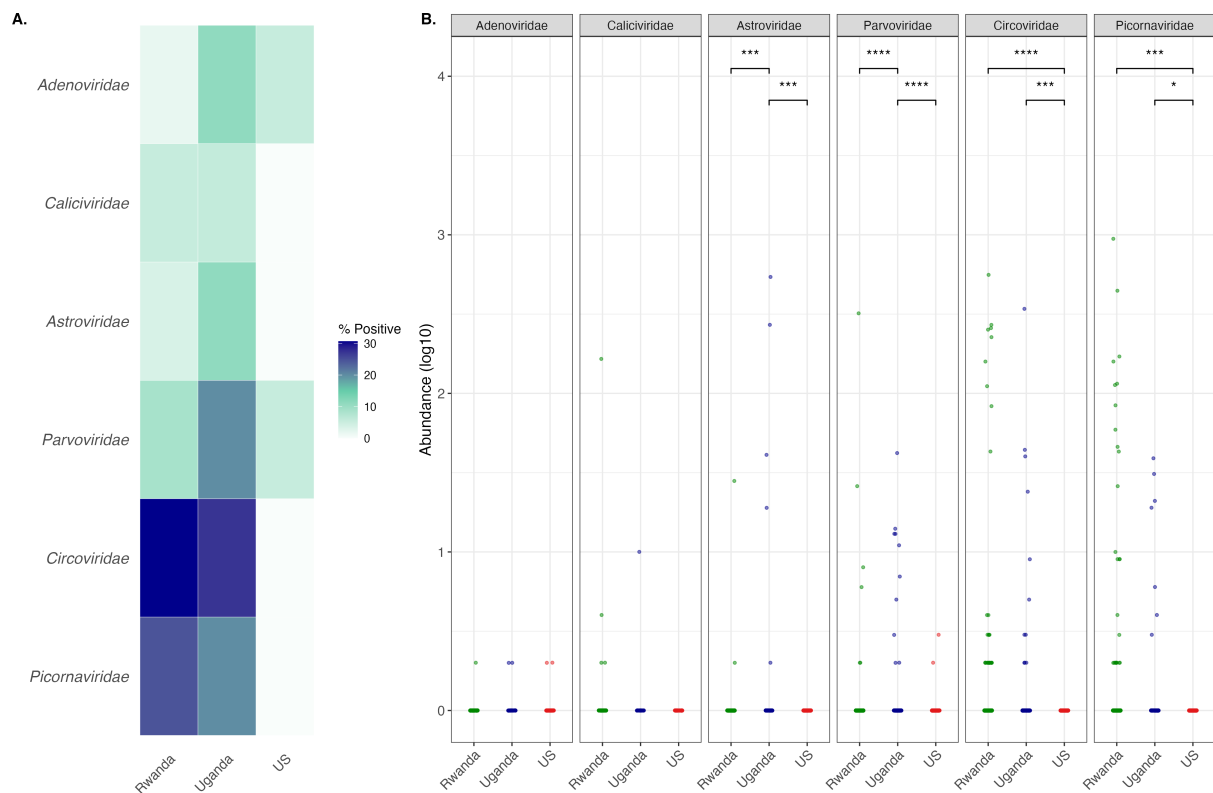 A.
Adenoviridae
Caliciviridae
Astroviridae
Parvoviridae
Circoviridae
Picornaviridae
Rwanda
Uganda
US
% Positive
30
20
10
0
B.
Adenoviridae
Caliciviridae
Astroviridae
Parvoviridae
Circoviridae
Picornaviridae
*** **** **** ***
*** **** *** *
Abundance (log10)
4
3
2
1
0
Rwanda Uganda US Rwanda Uganda US Rwanda Uganda US Rwanda Uganda US Rwanda Uganda US Rwanda Uganda US